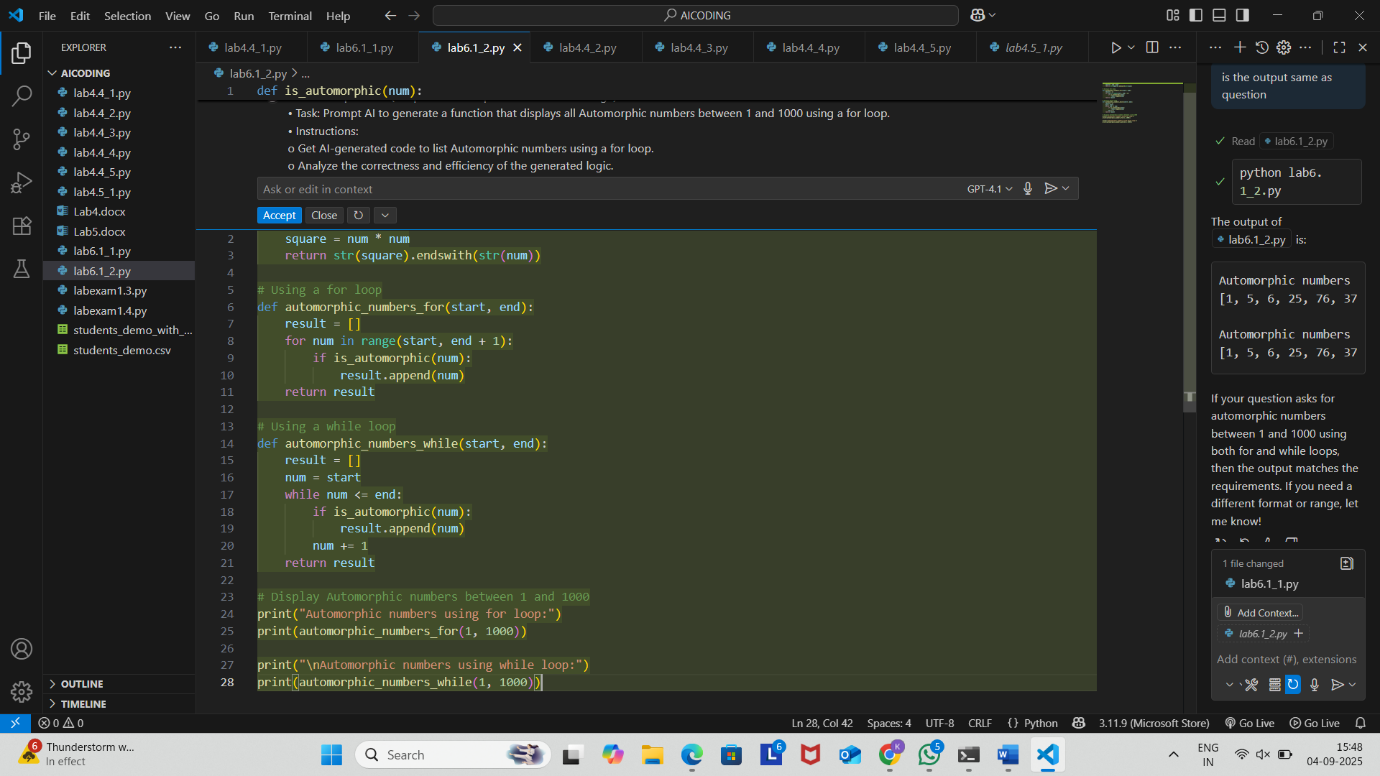 File Edit Selection View Go Run Terminal Help
AICODING
EXPLORER
AICODING
lab4.4_1.py
lab4.4_2.py
lab4.4_3.py
lab4.4_4.py
lab4.4_5.py
lab4.5_1.py
Lab4.docx
Lab5.docx
lab6.1_1.py
lab6.1_2.py
labexam1.3.py
labexam1.4.py
students_demo_with_...
students_demo.csv
OUTLINE
TIMELINE
lab4.4_1.py lab6.1_1.py lab6.1_2.py lab4.4_2.py lab4.4_3.py lab4.4_4.py lab4.4_5.py lab4.5_1.py
lab6.1_2.py > ...
1 def is_automorphic(num):
• Task: Prompt AI to generate a function that displays all Automorphic numbers between 1 and 1000 using a for loop.
• Instructions:
o Get AI-generated code to list Automorphic numbers using a for loop.
o Analyze the correctness and efficiency of the generated logic.
Ask or edit in context GPT-4.1
Accept Close
2 square = num * num
3 return str(square).endswith(str(num))
4
5 # Using a for loop
6 def automorphic_numbers_for(start, end):
7 result = []
8 for num in range(start, end + 1):
9 if is_automorphic(num):
10 result.append(num)
11 return result
12
13 # Using a while loop
14 def automorphic_numbers_while(start, end):
15 result = []
16 num = start
17 while num <= end:
18 if is_automorphic(num):
19 result.append(num)
20 num += 1
21 return result
22
23 # Display Automorphic numbers between 1 and 1000
24 print("Automorphic numbers using for loop:")
25 print(automorphic_numbers_for(1, 1000))
26
27 print("\nAutomorphic numbers using while loop:")
28 print(automorphic_numbers_while(1, 1000))
is the output same as
question
Read lab6.1_2.py
python lab6.
1_2.py
The output of
lab6.1_2.py is:
Automorphic numbers
[1, 5, 6, 25, 76, 37
Automorphic numbers
[1, 5, 6, 25, 76, 37
If your question asks for
automorphic numbers
between 1 and 1000 using
both for and while loops,
then the output matches the
requirements. If you need a
different format or range, let
me know!
1 file changed
lab6.1_1.py
Add Context...
lab6.1_2.py
Add context (#), extensions
0 0 Ln 28, Col 42 Spaces: 4 UTF-8 CRLF {} Python 3.11.9 (Microsoft Store) Go Live Go Live
6 Thunderstorm w...
In effect
Search
6
K
5
ENG
IN
15:48
04-09-2025